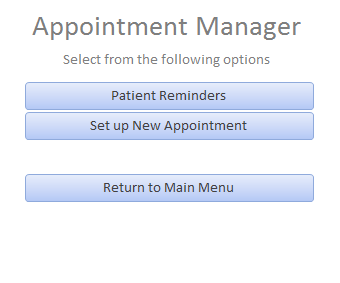 Appointment Manager
Select from the following options
Patient Reminders
Set up New Appointment
Return to Main Menu